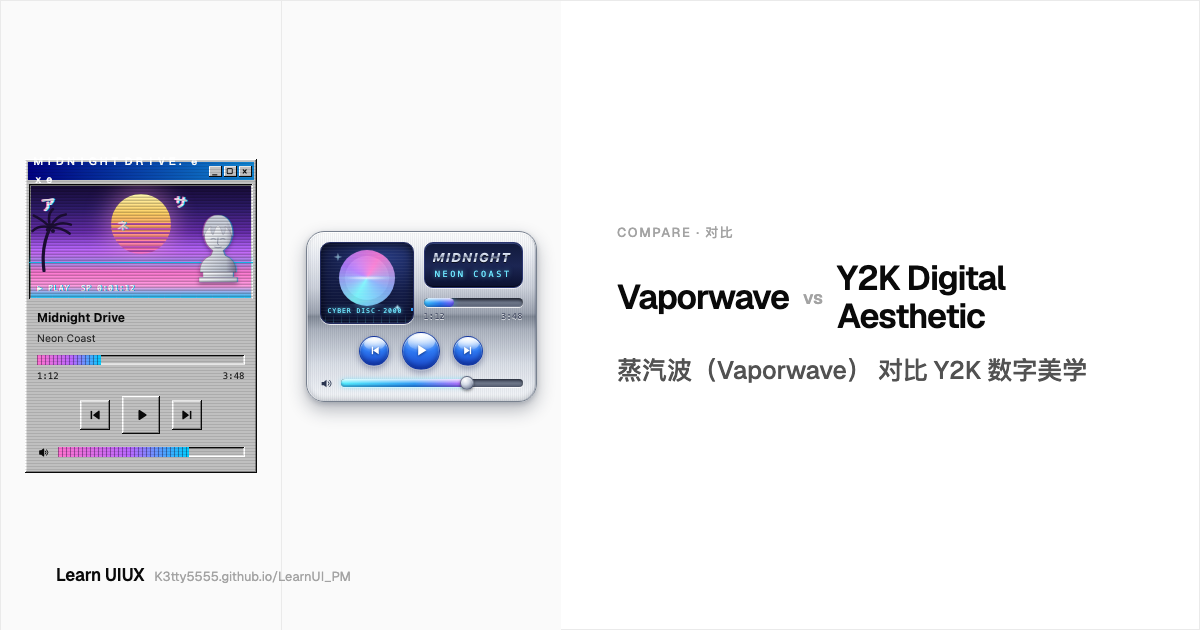 MIDNIGHT DRIVE. e
x e
ア
サ
米
▶ PLAY SP 0:01:12
Midnight Drive
Neon Coast
1:12 3:48
MIDNIGHT
NEON COAST
CYBER DISC·2000
1:12 3:48
COMPARE · 对比
Vaporwave vs Y2K Digital
Aesthetic
蒸汽波（Vaporwave） 对比 Y2K 数字美学
Learn UIUX K3tty5555.github.io/LearnUI_PM